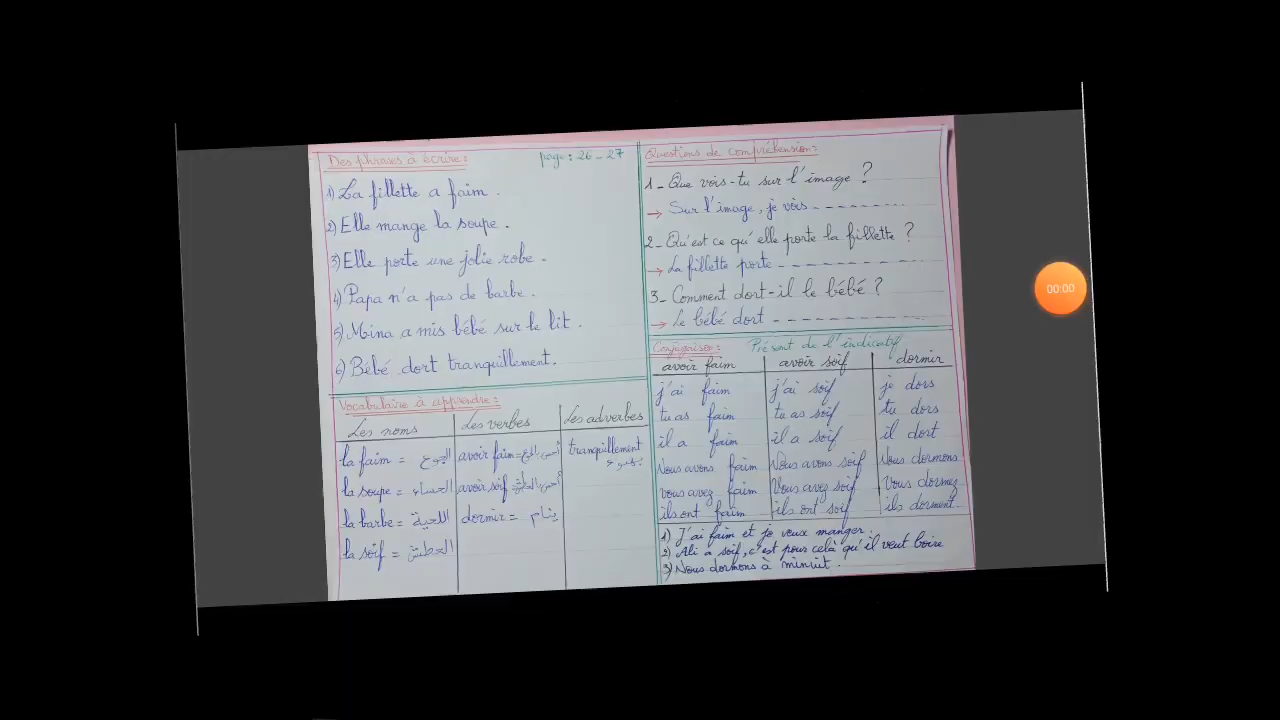 Des phrases à écrire: page: 26-27
1) La fillette a faim.
2) Elle mange la soupe.
3) Elle porte une jolie robe.
4) Papa n'a pas de barbe.
5) Mina a mis bébé sur le lit.
6) Bébé dort tranquillement.
Vocabulaire à apprendre:
Les noms Les verbes Les adverbes
la faim = الجوع avoir faim = أحس بالجوع tranquillement بهدوء
la soupe = الحساء avoir soif = أحس بالعطش
la barbe = اللحية dormir = ينام
la soif = العطش
Questions de compréhension:
1- Que vois-tu sur l'image ?
→ Sur l'image, je vois --------
2- Qu'est ce qu'elle porte la fillette ?
→ La fillette porte ------------
3- Comment dort-il le bébé ?
→ Le bébé dort ------------
Conjugaison: Présent de l'indicatif
avoir faim avoir soif dormir
j'ai faim j'ai soif je dors
tu as faim tu as soif tu dors
il a faim il a soif il dort
Nous avons faim Nous avons soif Nous dormons
vous avez faim Vous avez soif Vous dormez
ils ont faim ils ont soif ils dorment
1) J'ai faim et je veux manger.
2) Ali a soif, c'est pour celà qu'il veut boire
3) Nous dormons à minuit.
00:00